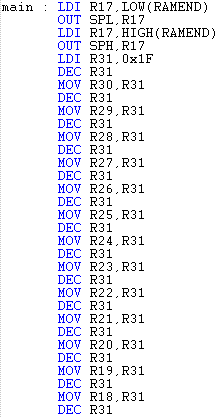 main : LDI R17,LOW(RAMEND)
OUT SPL,R17
LDI R17,HIGH(RAMEND)
OUT SPH,R17
LDI R31,0x1F
DEC R31
MOV R30,R31
DEC R31
MOV R29,R31
DEC R31
MOV R28,R31
DEC R31
MOV R27,R31
DEC R31
MOV R26,R31
DEC R31
MOV R25,R31
DEC R31
MOV R24,R31
DEC R31
MOV R23,R31
DEC R31
MOV R22,R31
DEC R31
MOV R21,R31
DEC R31
MOV R20,R31
DEC R31
MOV R19,R31
DEC R31
MOV R18,R31
DEC R31